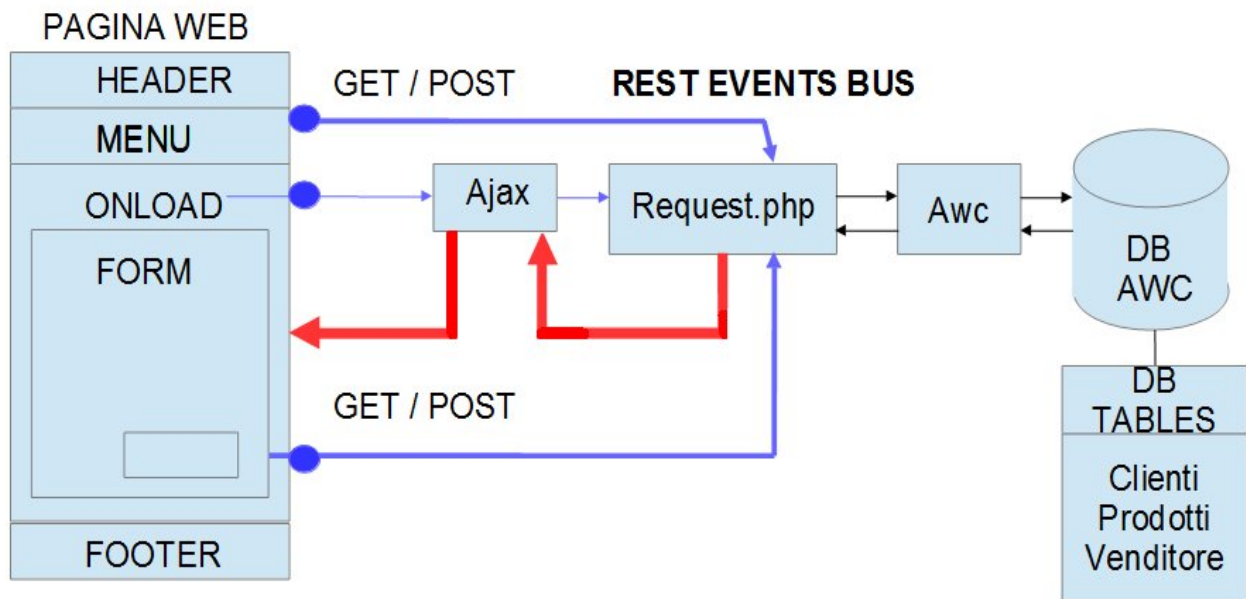 PAGINA WEB
HEADER
GET / POST
REST EVENTS BUS
MENU
ONLOAD
Ajax
Request.php
Awc
FORM
DB
AWC
GET / POST
DB
TABLES
Clienti
Prodotti
Venditore
FOOTER